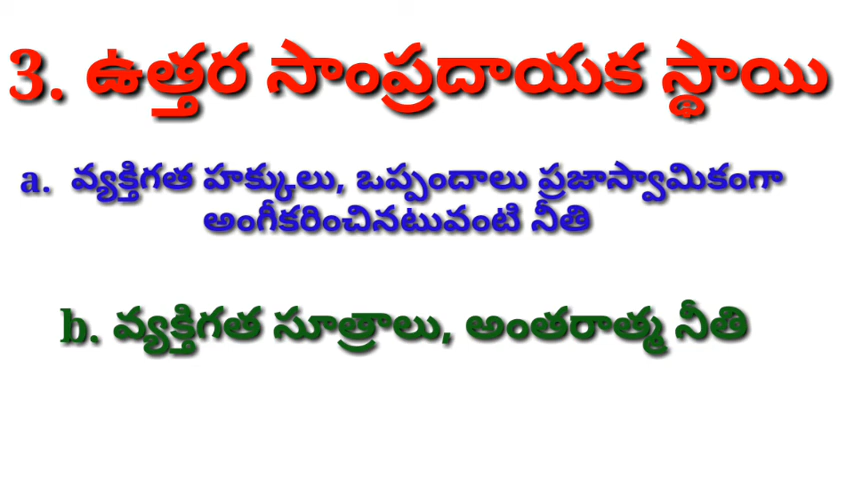 3. ఉత్తర సాంప్రదాయక స్థాయి
a. వ్యక్తిగత హక్కులు, ఒప్పందాలు ప్రజాస్వామికంగా
అంగీకరించినటువంటి నీతి
b. వ్యక్తిగత సూత్రాలు, అంతరాత్మ నీతి